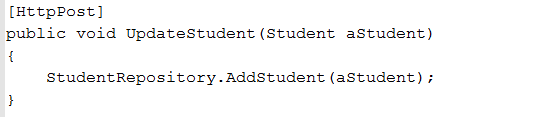 [HttpPost]
public void UpdateStudent(Student aStudent)
{
    StudentRepository.AddStudent(aStudent);
}